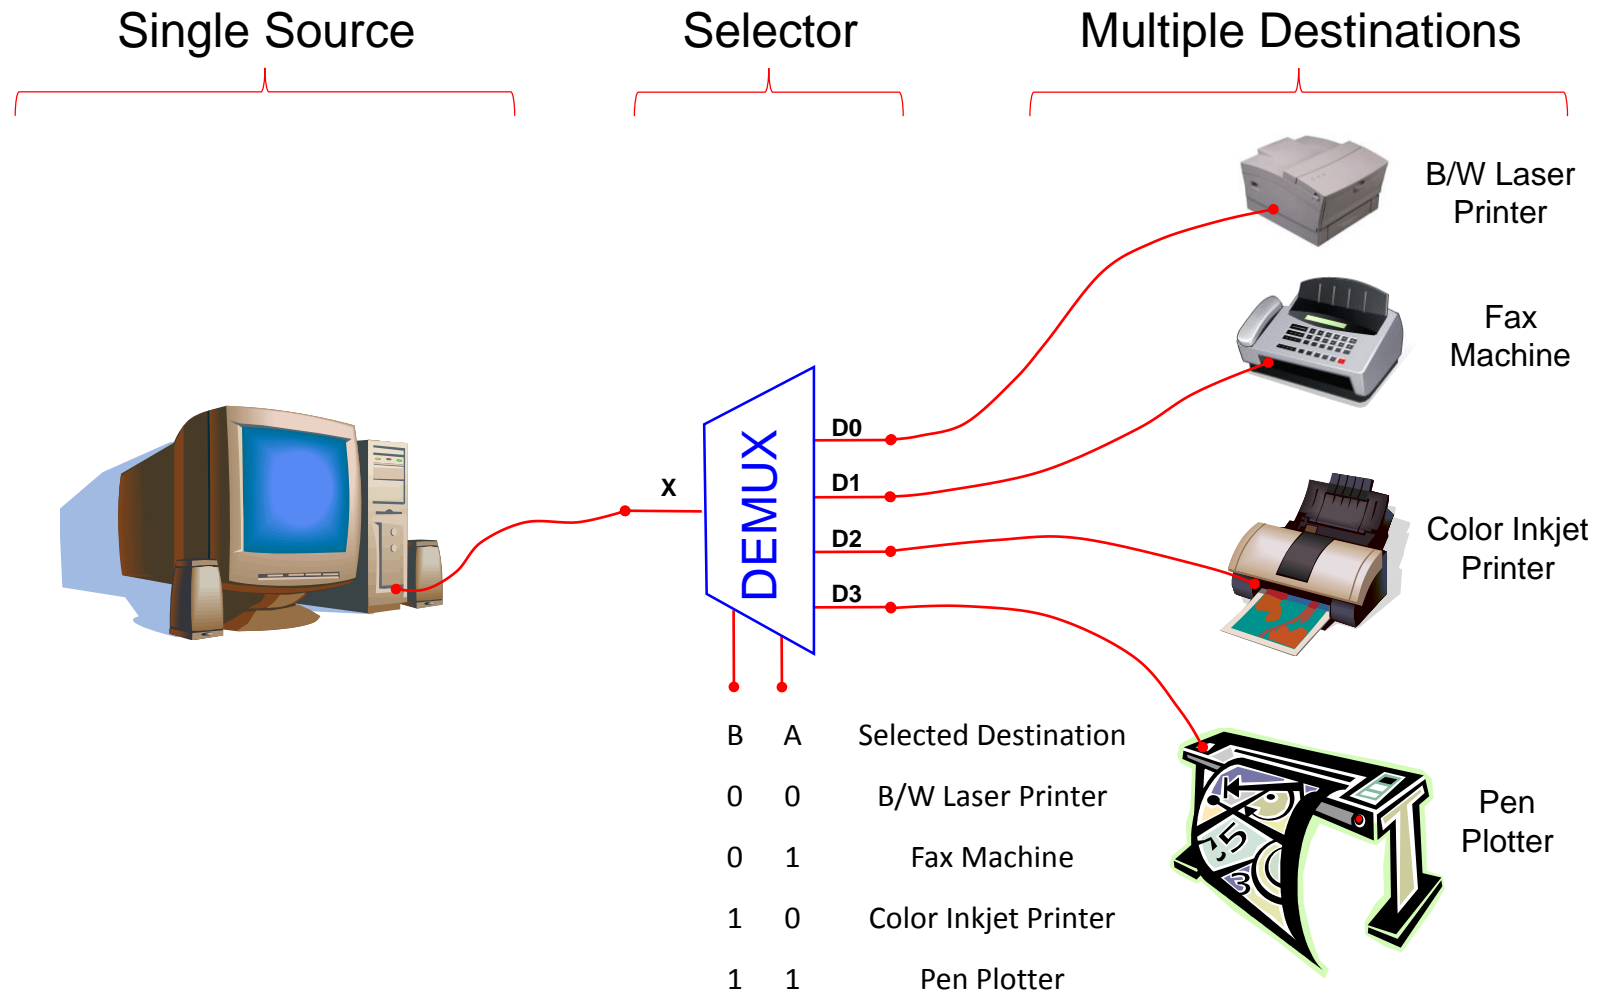 Single Source
Selector
Multiple Destinations
B/W Laser
Printer
Fax
Machine
D0
X
D1
DEMUX
D2
D3
Color Inkjet
Printer
B A Selected Destination
0 0 B/W Laser Printer
0 1 Fax Machine
1 0 Color Inkjet Printer
1 1 Pen Plotter
Pen
Plotter
5
3